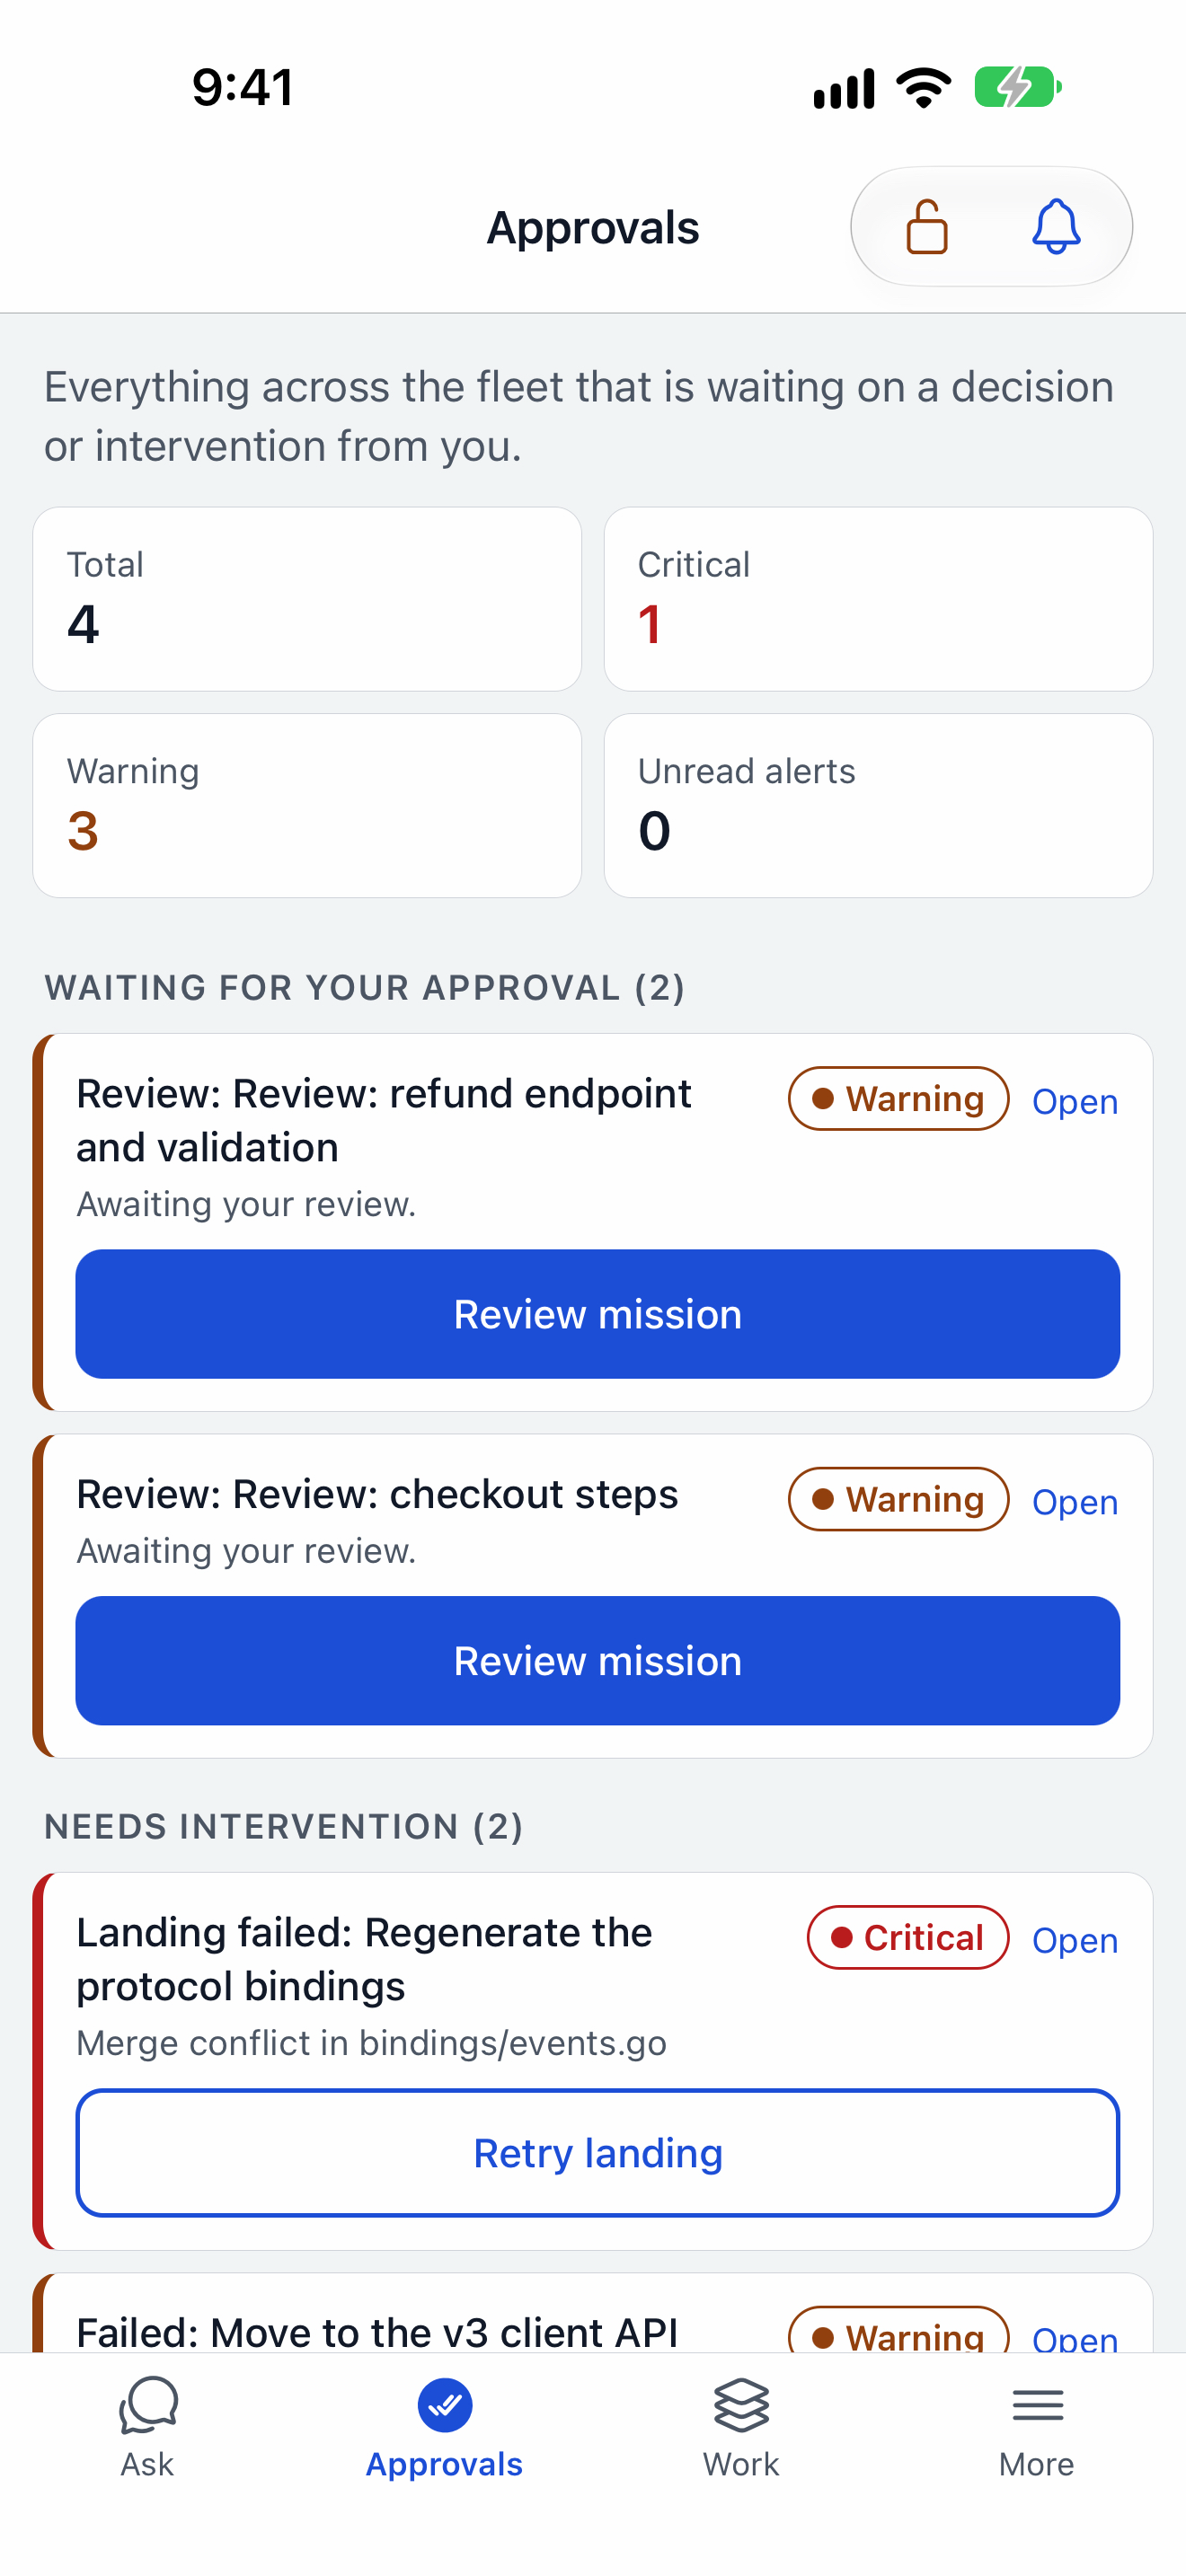 9:41
Approvals
Everything across the fleet that is waiting on a decision
or intervention from you.
Total
4
Critical
1
Warning
3
Unread alerts
0
WAITING FOR YOUR APPROVAL (2)
Review: Review: refund endpoint
and validation
Warning
Open
Awaiting your review.
Review mission
Review: Review: checkout steps
Warning
Open
Awaiting your review.
Review mission
NEEDS INTERVENTION (2)
Landing failed: Regenerate the
protocol bindings
Critical
Open
Merge conflict in bindings/events.go
Retry landing
Failed: Move to the v3 client API
Warning
Open
Ask
Approvals
Work
More